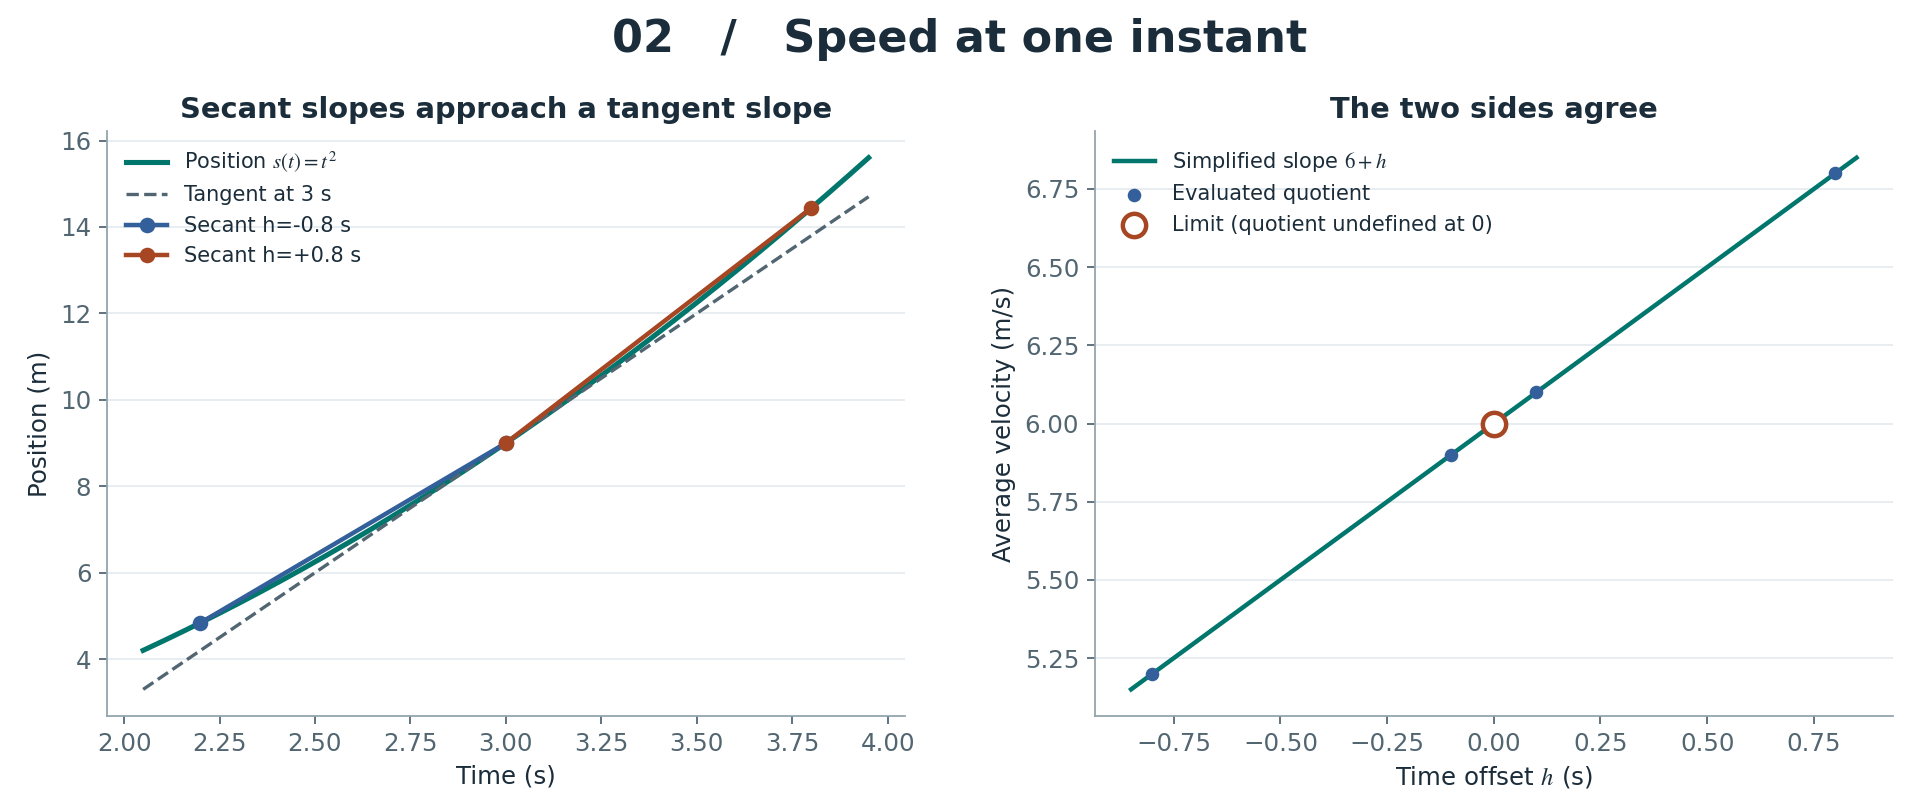 02 / Speed at one instant
Secant slopes approach a tangent slope
Position (m)
16
14
12
10
8
6
4
Position s(t) = t²
Tangent at 3 s
Secant h=-0.8 s
Secant h=+0.8 s
2.00 2.25 2.50 2.75 3.00 3.25 3.50 3.75 4.00
Time (s)
The two sides agree
Average velocity (m/s)
6.75
6.50
6.25
6.00
5.75
5.50
5.25
Simplified slope 6 + h
Evaluated quotient
Limit (quotient undefined at 0)
−0.75 −0.50 −0.25 0.00 0.25 0.50 0.75
Time offset h (s)